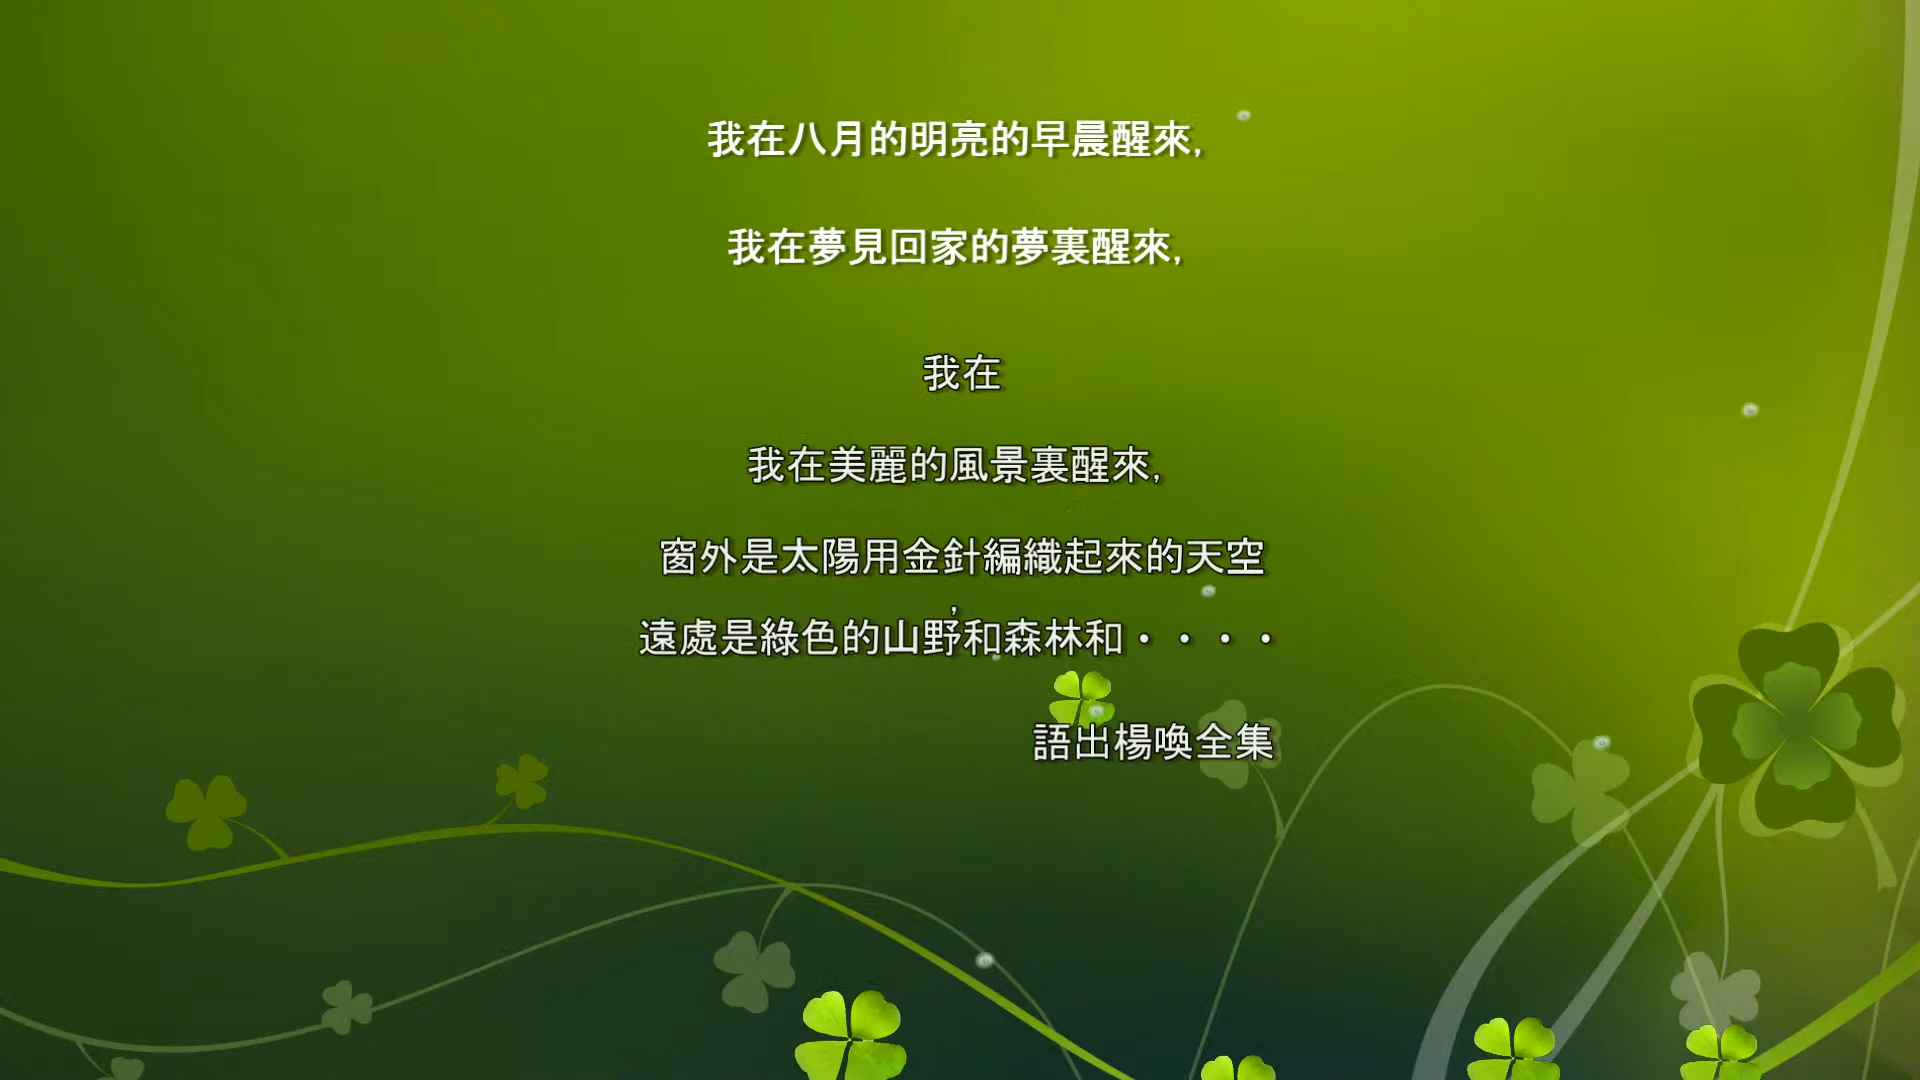 我在八月的明亮的早晨醒來,
我在夢見回家的夢裏醒來,
我在
我在美麗的風景裏醒來,
窗外是太陽用金針編織起來的天空
,
遠處是綠色的山野和森林和・・・・
語出楊喚全集